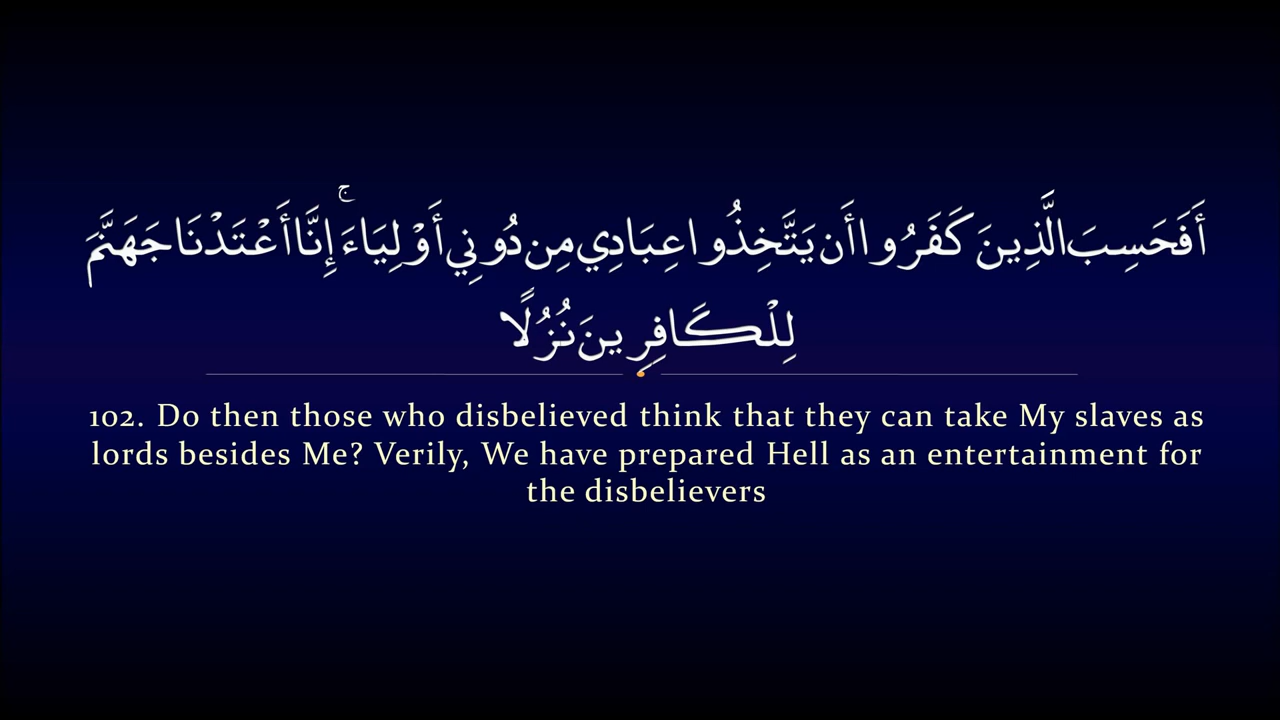 أَفَحَسِبَ الَّذِينَ كَفَرُوا أَن يَتَّخِذُوا عِبَادِي مِن دُونِي أَوْلِيَاءَ ۚ إِنَّا أَعْتَدْنَا جَهَنَّمَ
لِلْكَافِرِينَ نُزُلًا
102. Do then those who disbelieved think that they can take My slaves as
lords besides Me? Verily, We have prepared Hell as an entertainment for
the disbelievers